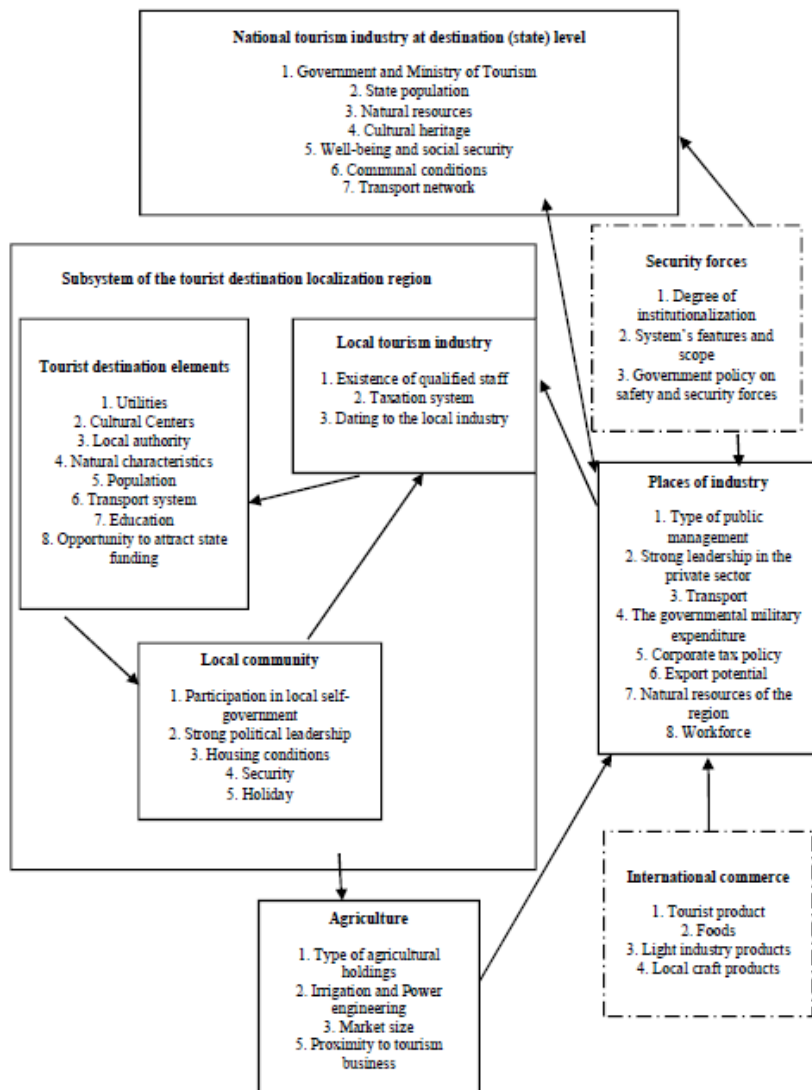 National tourism industry at destination (state) level
1. Government and Ministry of Tourism
2. State population
3. Natural resources
4. Cultural heritage
5. Well-being and social security
6. Communal conditions
7. Transport network
Security forces
1. Degree of
institutionalization
2. System's features and
scope
3. Government policy on
safety and security forces
Subsystem of the tourist destination localization region
Tourist destination elements
1. Utilities
2. Cultural Centers
3. Local authority
4. Natural characteristics
5. Population
6. Transport system
7. Education
8. Opportunity to attract state
funding
Local tourism industry
1. Existence of qualified staff
2. Taxation system
3. Dating to the local industry
Places of industry
1. Type of public
management
2. Strong leadership in the
private sector
3. Transport
4. The governmental military
expenditure
5. Corporate tax policy
6. Export potential
7. Natural resources of the
region
8. Workforce
Local community
1. Participation in local self-
government
2. Strong political leadership
3. Housing conditions
4. Security
5. Holiday
Agriculture
1. Type of agricultural
holdings
2. Irrigation and Power
engineering
3. Market size
5. Proximity to tourism
business
International commerce
1. Tourist product
2. Foods
3. Light industry products
4. Local craft products